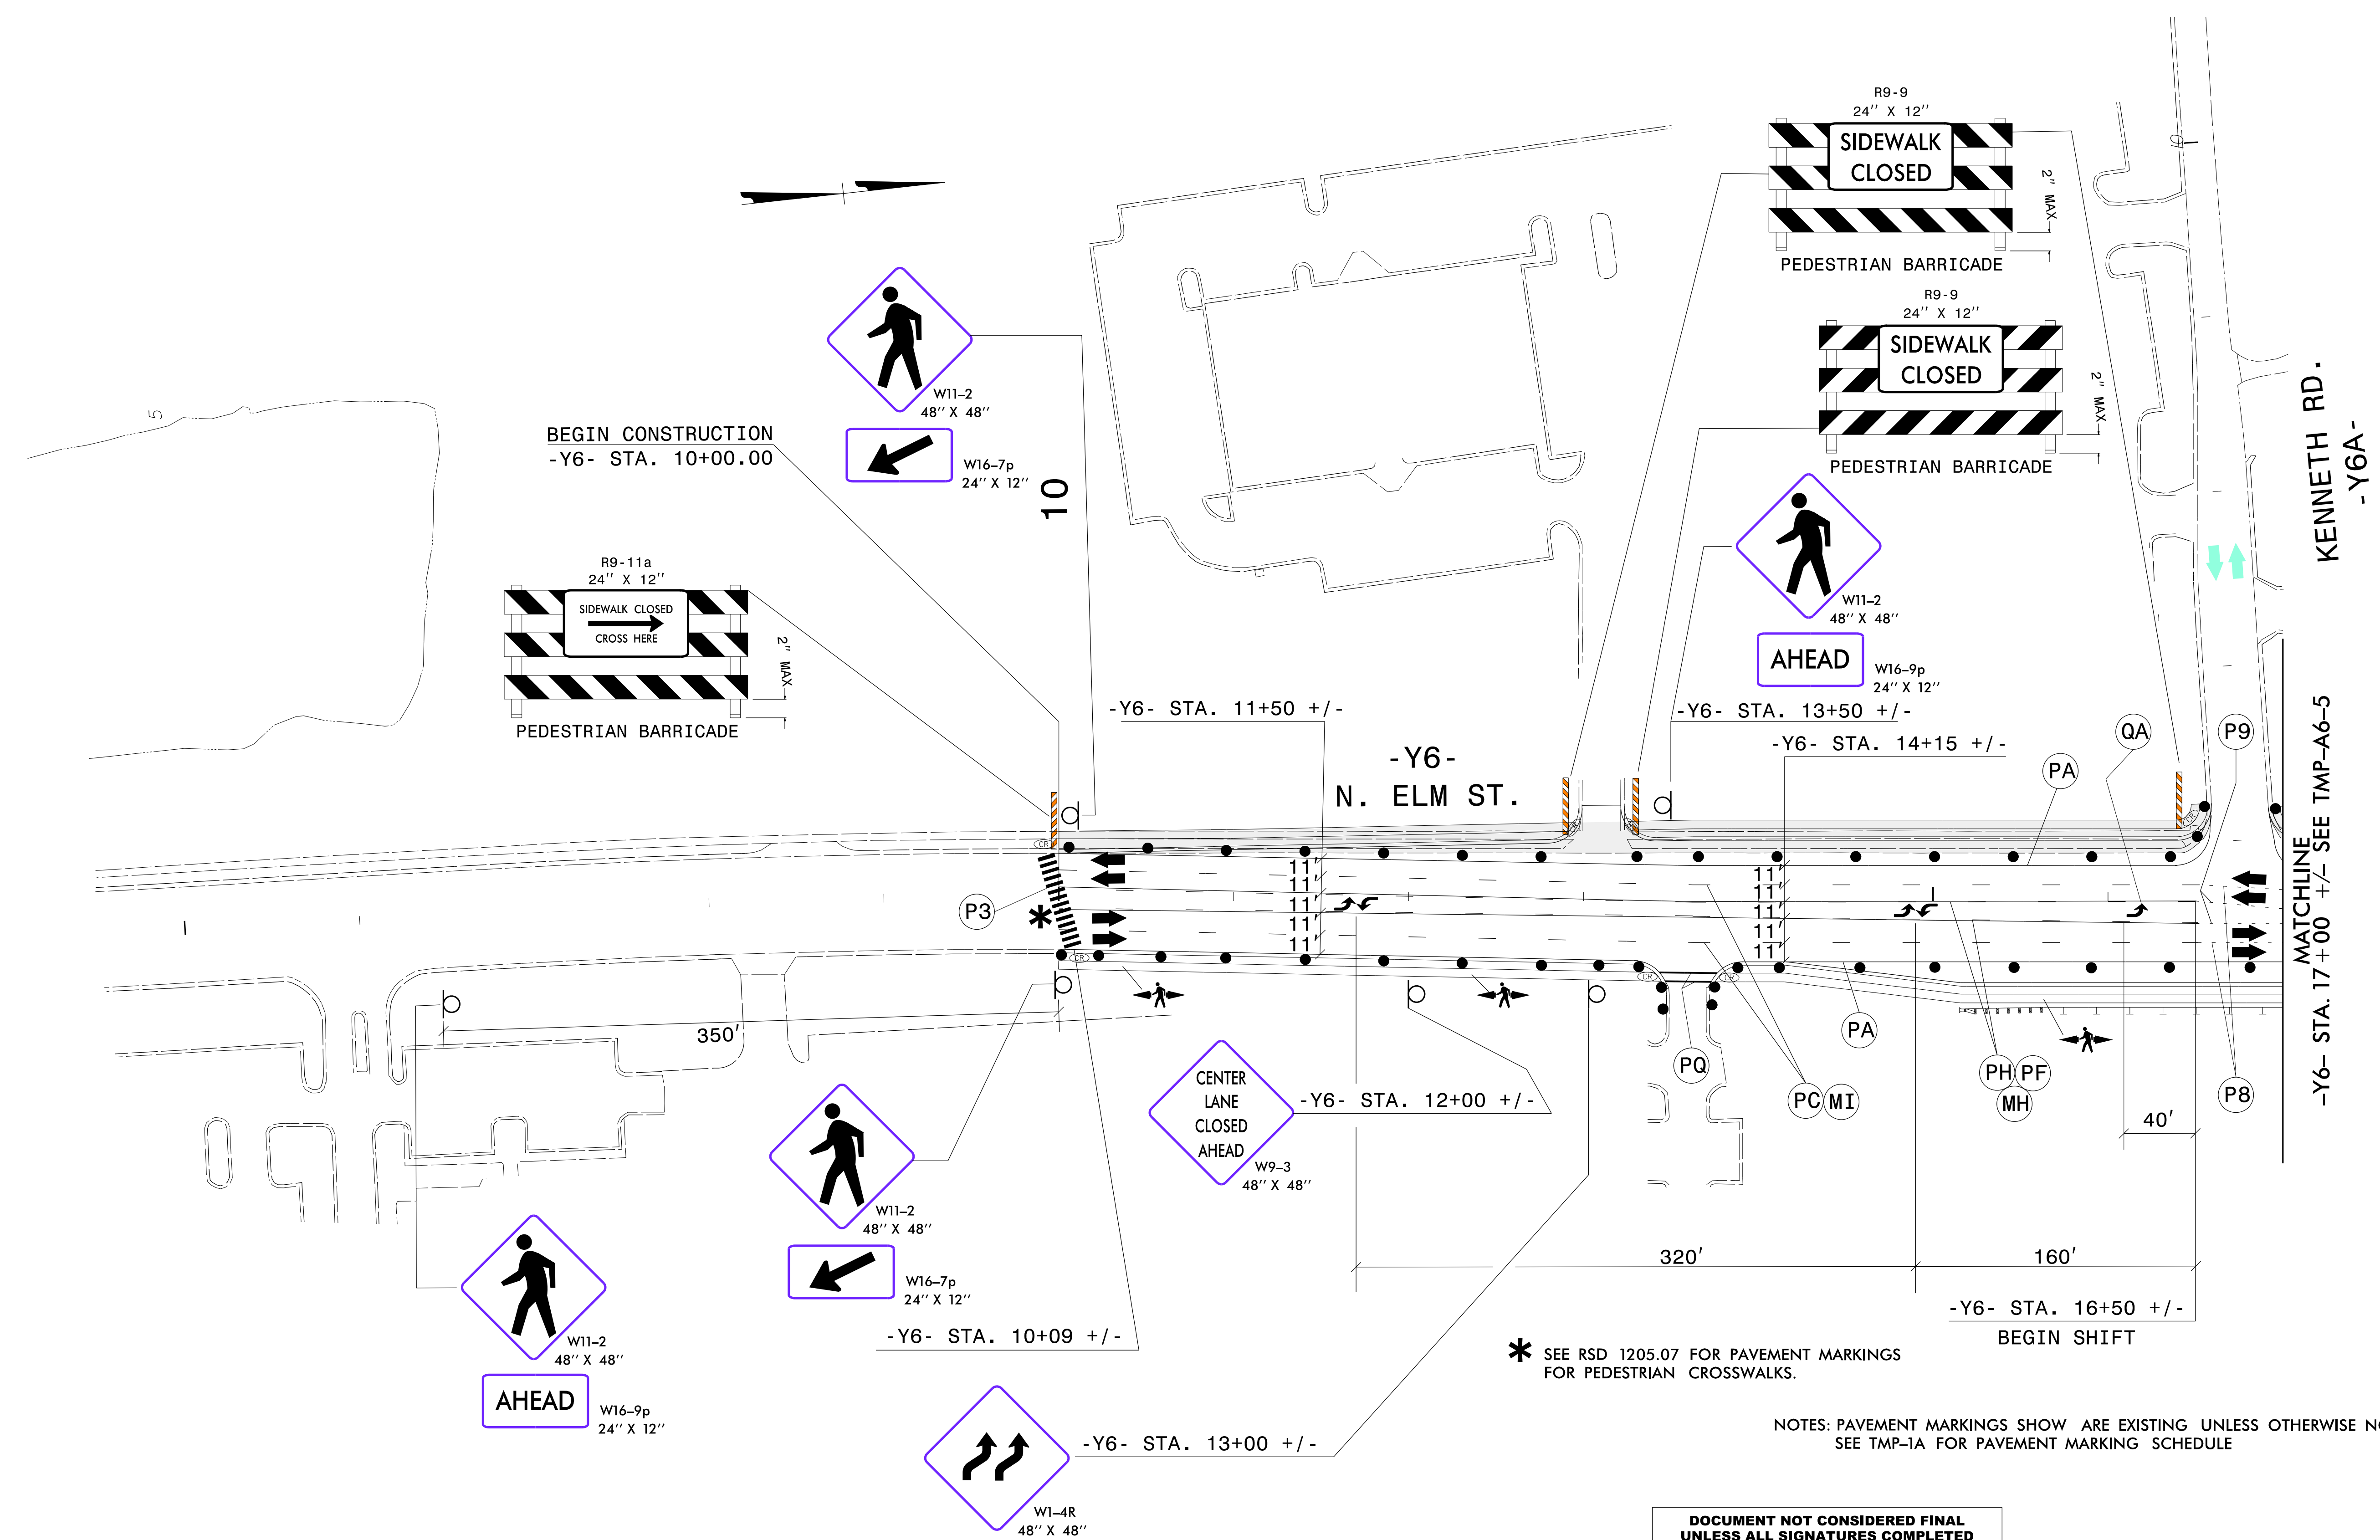 R9-9
24'' X 12''
SIDEWALK
CLOSED
2'' MAX
PEDESTRIAN BARRICADE
R9-9
24'' X 12''
SIDEWALK
CLOSED
2'' MAX
PEDESTRIAN BARRICADE
10
KENNETH RD.
-Y6A-
W11-2
48'' X 48''
W16-7p
24'' X 12''
BEGIN CONSTRUCTION
-Y6- STA. 10+00.00
10
5
R9-11a
24'' X 12''
SIDEWALK CLOSED
CROSS HERE
2'' MAX
PEDESTRIAN BARRICADE
W11-2
48'' X 48''
AHEAD
W16-9p
24'' X 12''
-Y6- STA. 11+50 +/-
-Y6- STA. 13+50 +/-
-Y6- STA. 14+15 +/-
-Y6-
N. ELM ST.
QA
P9
PA
MATCHLINE
-Y6- STA. 17+00 +/- SEE TMP-A6-5
CR
CR
P3
*
11'
11'
11'
11'
11'
11'
11'
11'
11'
11'
CR
CR
CR
350'
PA
PQ
PC
MI
PH
PF
MH
P8
40'
CENTER
LANE
CLOSED
AHEAD
W9-3
48'' X 48''
-Y6- STA. 12+00 +/-
W11-2
48'' X 48''
W16-7p
24'' X 12''
-Y6- STA. 10+09 +/-
320'
160'
-Y6- STA. 16+50 +/-
BEGIN SHIFT
W11-2
48'' X 48''
AHEAD
W16-9p
24'' X 12''
* SEE RSD 1205.07 FOR PAVEMENT MARKINGS
FOR PEDESTRIAN CROSSWALKS.
-Y6- STA. 13+00 +/-
W1-4R
48'' X 48''
NOTES: PAVEMENT MARKINGS SHOW ARE EXISTING UNLESS OTHERWISE
SEE TMP-1A FOR PAVEMENT MARKING SCHEDULE
DOCUMENT NOT CONSIDERED FINAL
UNLESS ALL SIGNATURES COMPLETED